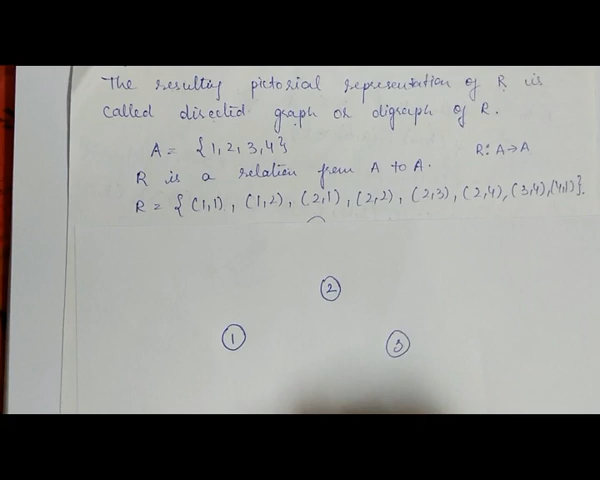 The resulting pictorial representation of R is
called directed graph or digraph of R.
A = {1,2,3,4} R: A→A
R is a relation from A to A.
R = {(1,1), (1,2), (2,1), (2,2), (2,3), (2,4), (3,4), (4,1)}.
2
1 3